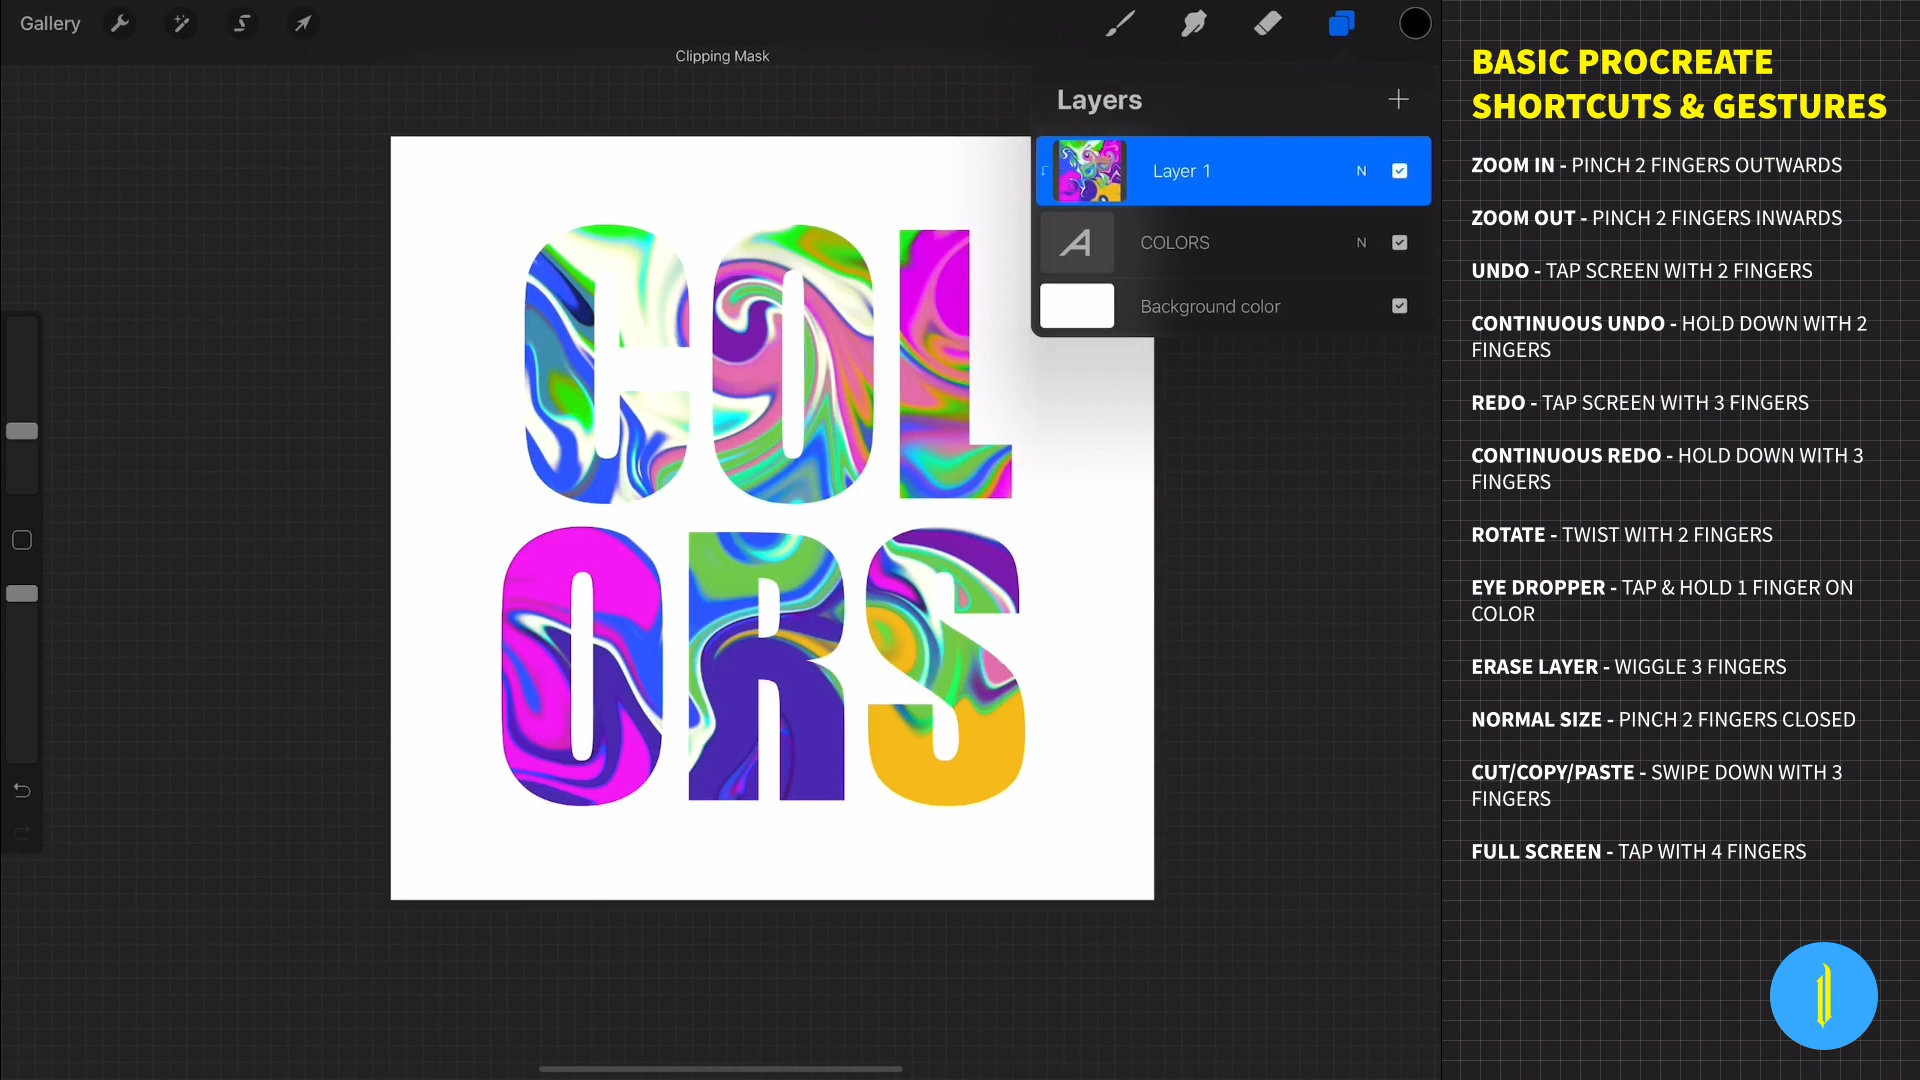 Gallery
Clipping Mask
Layers
Layer 1 N
COLORS N
Background color
COL
ORS
BASIC PROCREATE
SHORTCUTS & GESTURES
ZOOM IN - PINCH 2 FINGERS OUTWARDS
ZOOM OUT - PINCH 2 FINGERS INWARDS
UNDO - TAP SCREEN WITH 2 FINGERS
CONTINUOUS UNDO - HOLD DOWN WITH 2
FINGERS
REDO - TAP SCREEN WITH 3 FINGERS
CONTINUOUS REDO - HOLD DOWN WITH 3
FINGERS
ROTATE - TWIST WITH 2 FINGERS
EYE DROPPER - TAP & HOLD 1 FINGER ON
COLOR
ERASE LAYER - WIGGLE 3 FINGERS
NORMAL SIZE - PINCH 2 FINGERS CLOSED
CUT/COPY/PASTE - SWIPE DOWN WITH 3
FINGERS
FULL SCREEN - TAP WITH 4 FINGERS